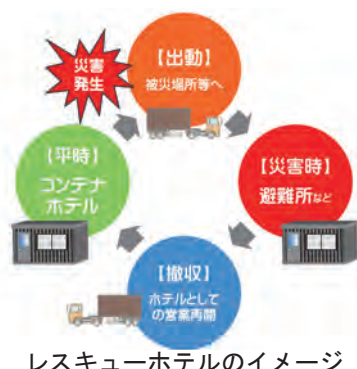 災害
発生
【出動】
被災場所等へ
【平時】
コンテナ
ホテル
【災害時】
避難所など
【撤収】
ホテルとして
の営業再開
レスキューホテルのイメージ